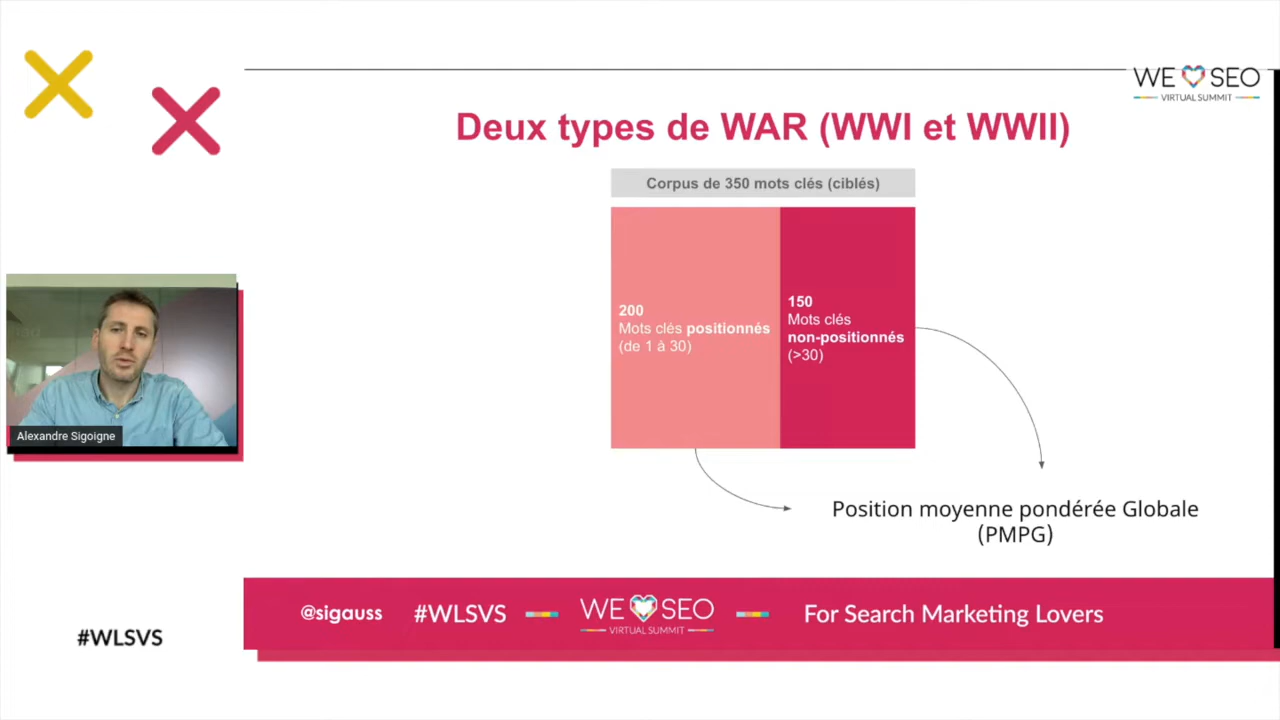 WE SEO
VIRTUAL SUMMIT
Deux types de WAR (WWI et WWII)
Corpus de 350 mots clés (ciblés)
200
Mots clés positionnés
(de 1 à 30)
150
Mots clés
non-positionnés
(>30)
Alexandre Sigoigne
Position moyenne pondérée Globale
(PMPG)
@sigauss #WLSVS WE SEO For Search Marketing Lovers
VIRTUAL SUMMIT
#WLSVS